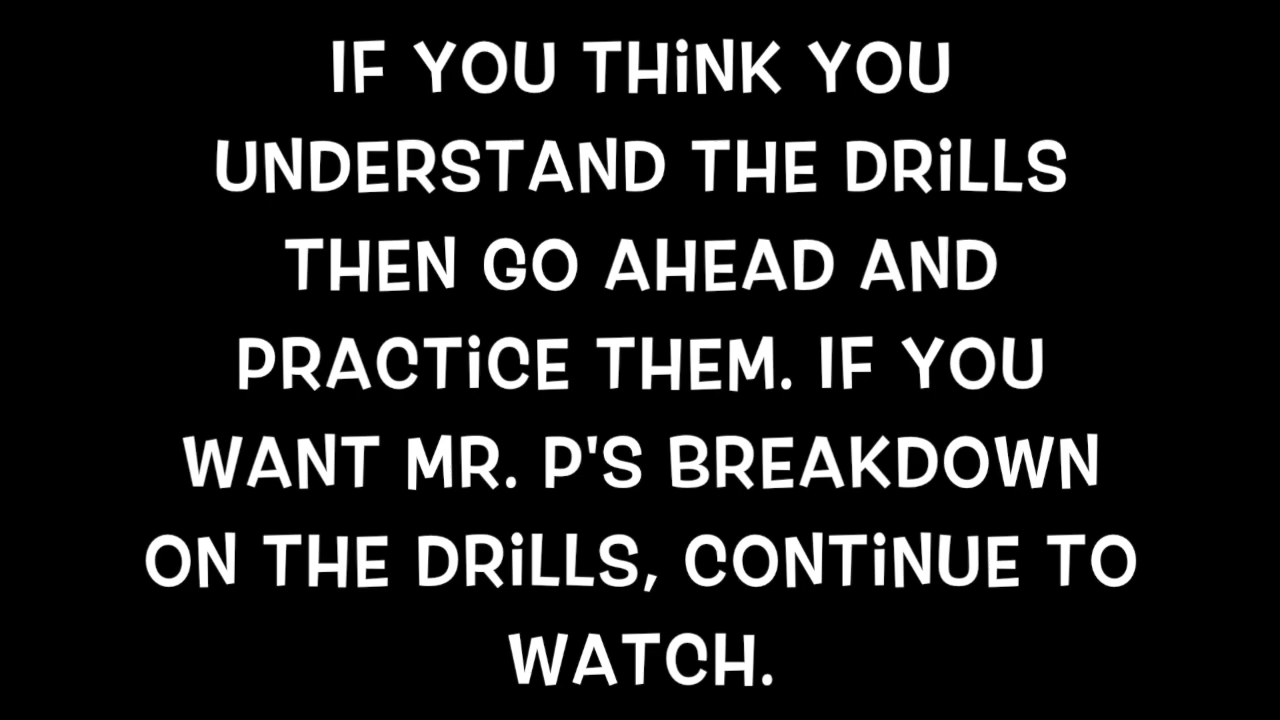 IF YOU THiNK YOU
UNDERSTAND THE DRiLLS
THEN GO AHEAD AND
PRACTiCE THEM. IF YOU
WANT MR. P'S BREAKDOWN
ON THE DRiLLS, CONTiNUE TO
WATCH.